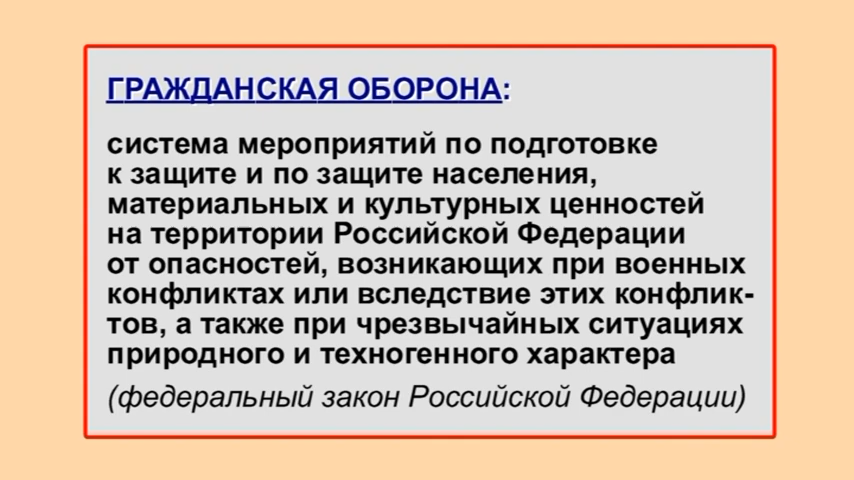 ГРАЖДАНСКАЯ ОБОРОНА:
система мероприятий по подготовке
к защите и по защите населения,
материальных и культурных ценностей
на территории Российской Федерации
от опасностей, возникающих при военных
конфликтах или вследствие этих конфлик-
тов, а также при чрезвычайных ситуациях
природного и техногенного характера
(федеральный закон Российской Федерации)